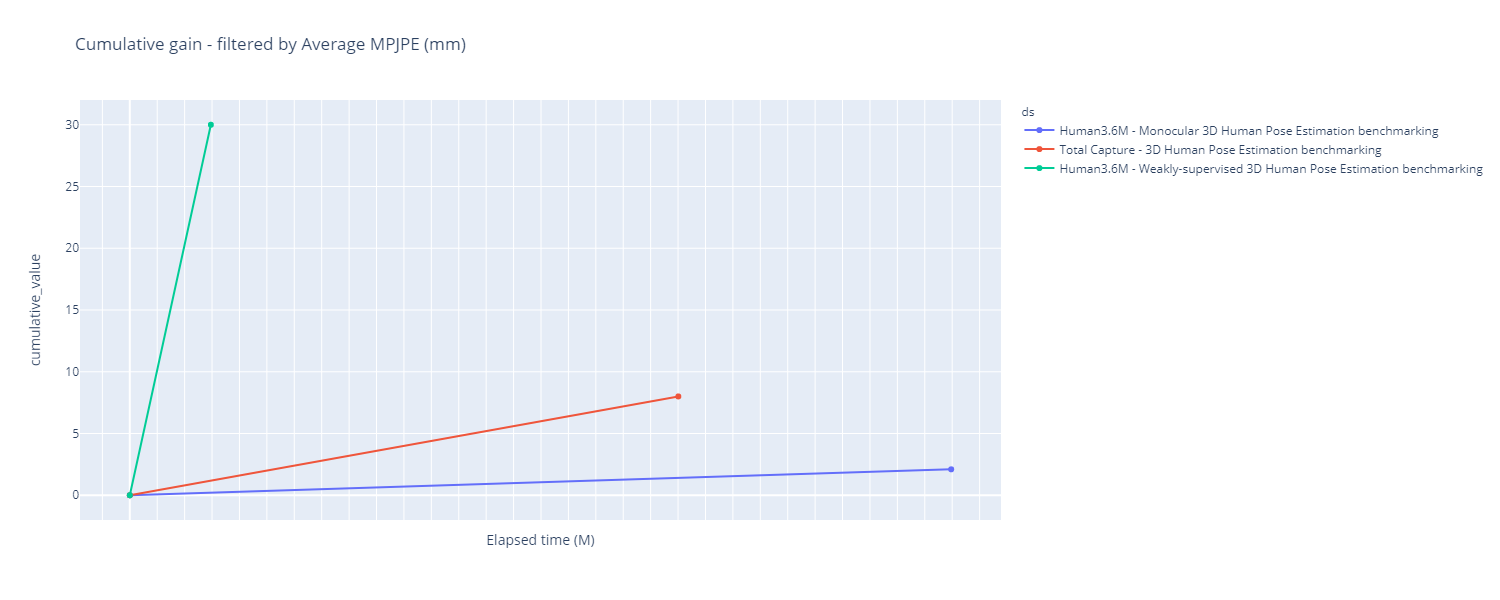 Cumulative gain - filtered by Average MPJPE (mm)
ds
Human3.6M - Monocular 3D Human Pose Estimation benchmarking
Total Capture - 3D Human Pose Estimation benchmarking
Human3.6M - Weakly-supervised 3D Human Pose Estimation benchmarking
30
25
20
15
10
5
0
cumulative_value
Elapsed time (M)